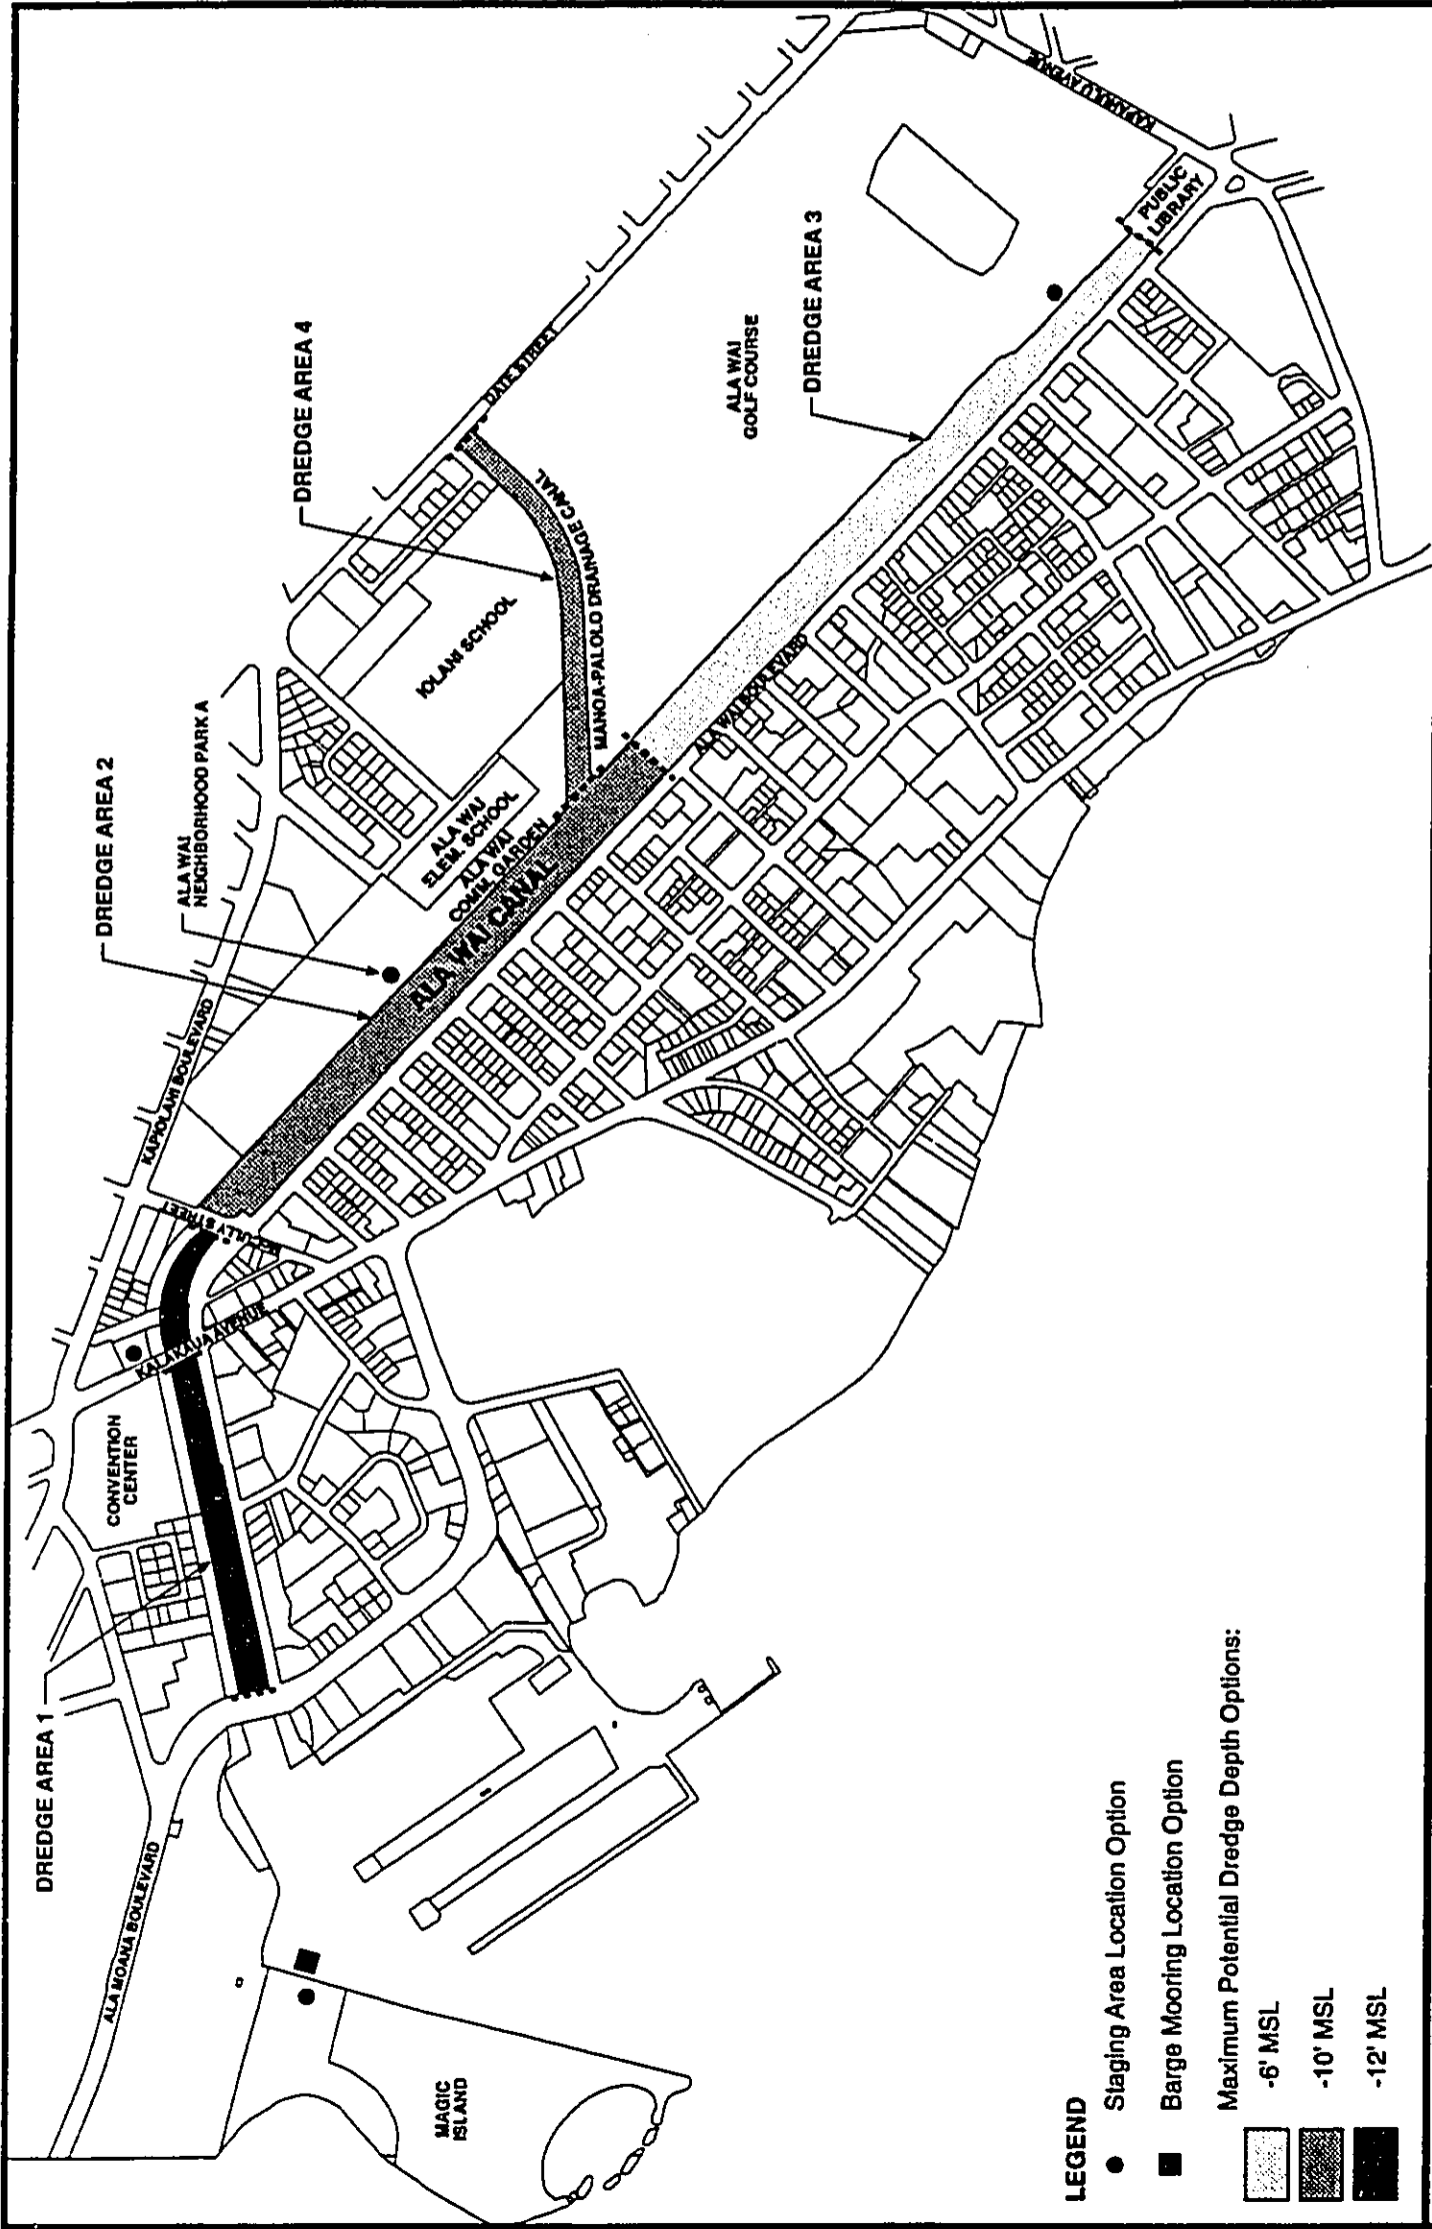 DREDGE AREA 1
DREDGE AREA 2
DREDGE AREA 4
ALA WAI
NEIGHBORHOOD PARK A
KAPIOLANI BOULEVARD
DATE STREET
KAPAHULU AVENUE
PUBLIC
LIBRARY
DREDGE AREA 3
ALA WAI
GOLF COURSE
MANOA-PALOLO DRAINAGE CANAL
IOLANI SCHOOL
ALA WAI
ELEM. SCHOOL
ALA WAI
COMM. GARDEN
ALA WAI CANAL
ALA WAI BOULEVARD
McCULLY STREET
KALAKAUA AVENUE
CONVENTION
CENTER
ALA MOANA BOULEVARD
MAGIC
ISLAND
LEGEND
Staging Area Location Option
Barge Mooring Location Option
Maximum Potential Dredge Depth Options:
-6' MSL
-10' MSL
-12' MSL